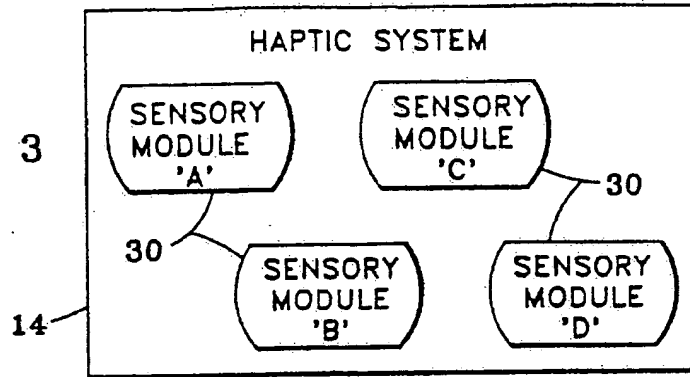 HAPTIC SYSTEM
SENSORY
MODULE
'A'
SENSORY
MODULE
'C'
3
30
30
SENSORY
MODULE
'B'
SENSORY
MODULE
'D'
14